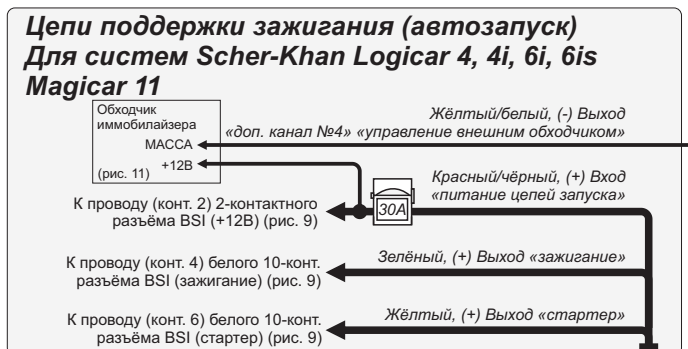 Цепи поддержки зажигания (автозапуск)
Для систем Scher-Khan Logicar 4, 4i, 6i, 6is
Magicar 11
Обходчик
иммобилайзера
МАССА
+12В
(рис. 11)
Жёлтый/белый, (-) Выход
«доп. канал №4» «управление внешним обходчиком»
Красный/чёрный, (+) Вход
«питание цепей запуска»
30А
К проводу (конт. 2) 2-контактного
разъёма BSI (+12В) (рис. 9)
Зелёный, (+) Выход «зажигание»
К проводу (конт. 4) белого 10-конт.
разъёма BSI (зажигание) (рис. 9)
Жёлтый, (+) Выход «стартер»
К проводу (конт. 6) белого 10-конт.
разъёма BSI (стартер) (рис. 9)